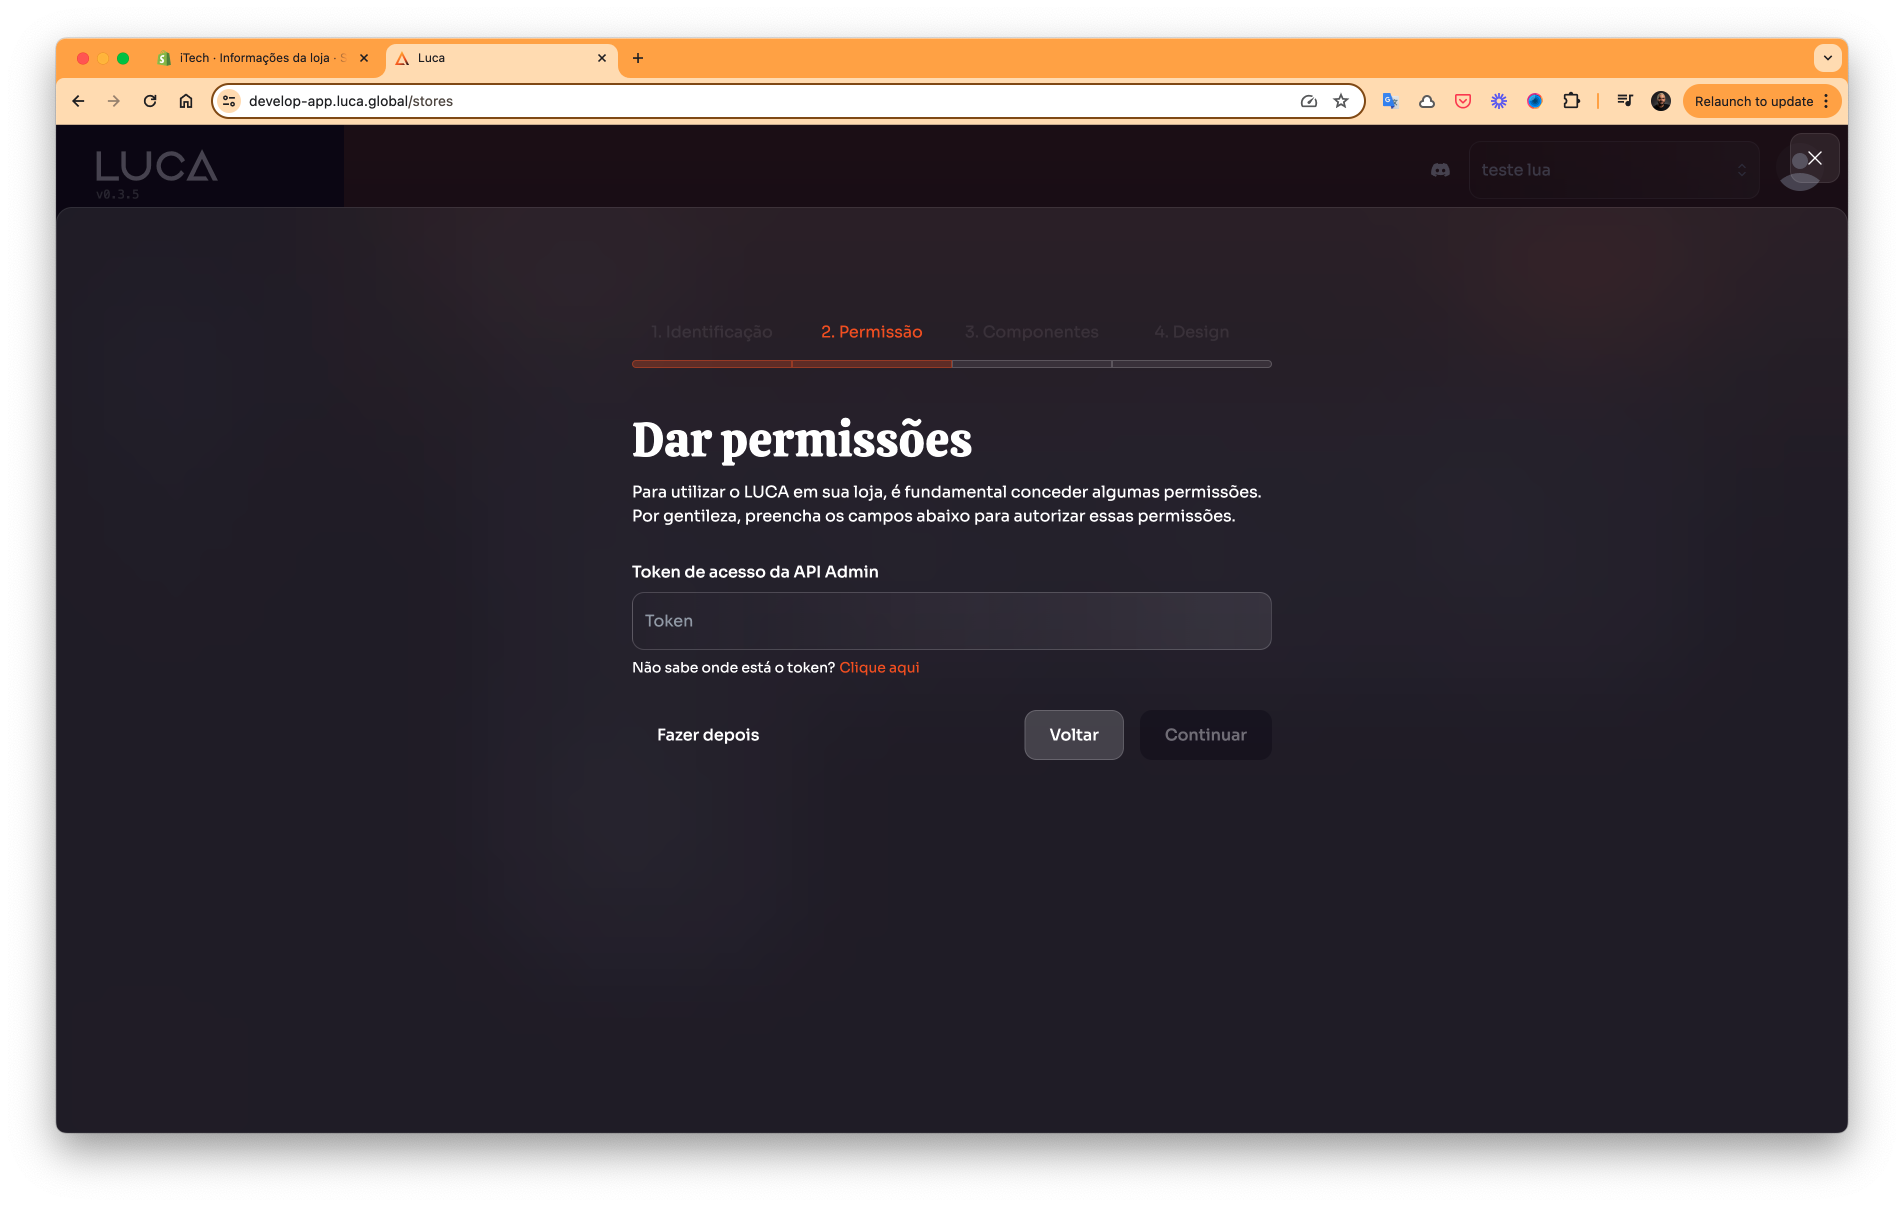 iTech · Informações da loja · S
Luca
develop-app.luca.global/stores
Relaunch to update
LUCA
v0.3.5
teste lua
1. Identificação
2. Permissão
3. Componentes
4. Design
Dar permissões
Para utilizar o LUCA em sua loja, é fundamental conceder algumas permissões.
Por gentileza, preencha os campos abaixo para autorizar essas permissões.
Token de acesso da API Admin
Token
Não sabe onde está o token? Clique aqui
Fazer depois
Voltar
Continuar